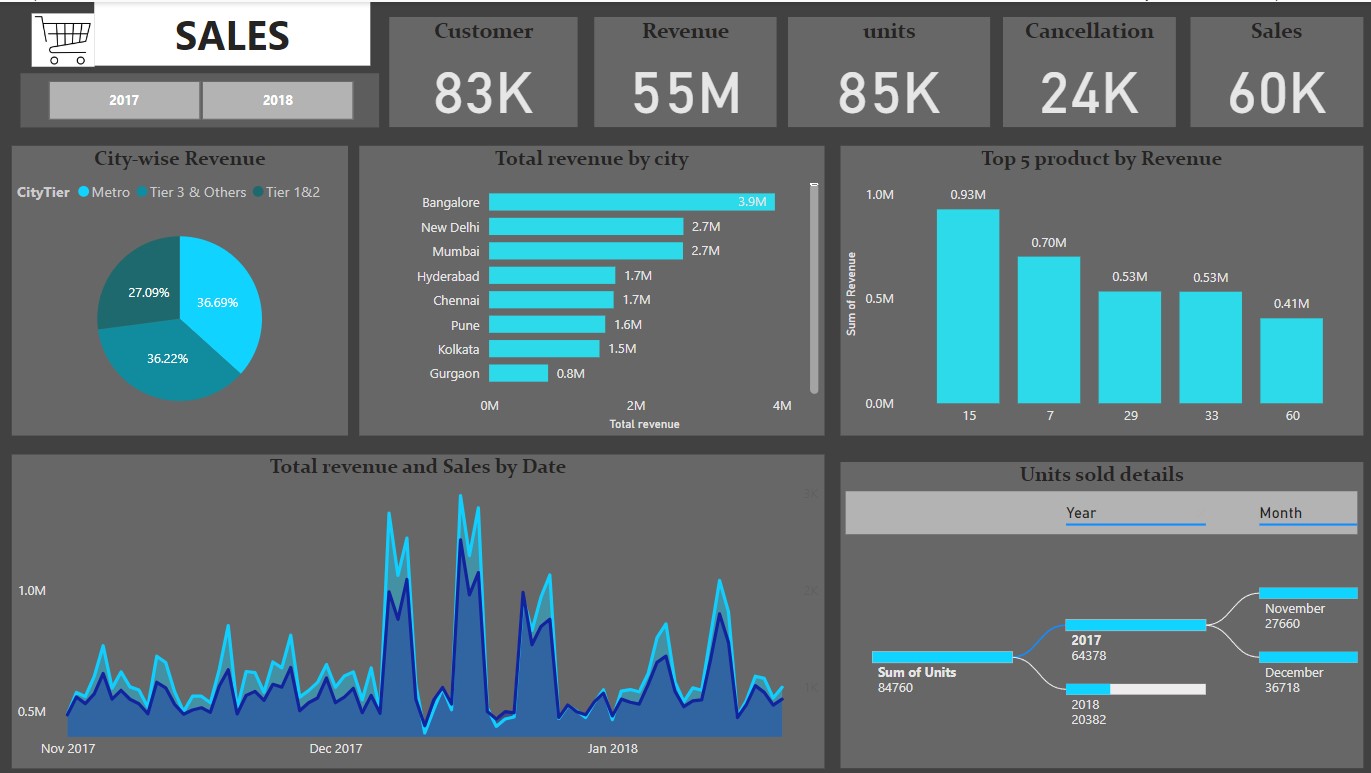 SALES
2017 2018
Customer
83K
Revenue
55M
units
85K
Cancellation
24K
Sales
60K
City-wise Revenue
CityTier Metro Tier 3 & Others Tier 1&2
27.09%
36.69%
36.22%
Total revenue by city
Bangalore 3.9M
New Delhi 2.7M
Mumbai 2.7M
Hyderabad 1.7M
Chennai 1.7M
Pune 1.6M
Kolkata 1.5M
Gurgaon 0.8M
0M 2M 4M
Total revenue
Top 5 product by Revenue
Sum of Revenue
1.0M
0.5M
0.0M
0.93M
0.70M
0.53M
0.53M
0.41M
15 7 29 33 60
Total revenue and Sales by Date
3K
1.0M
2K
0.5M
1K
Nov 2017 Dec 2017 Jan 2018
Units sold details
Year Month
Sum of Units
84760
2017
64378
2018
20382
November
27660
December
36718